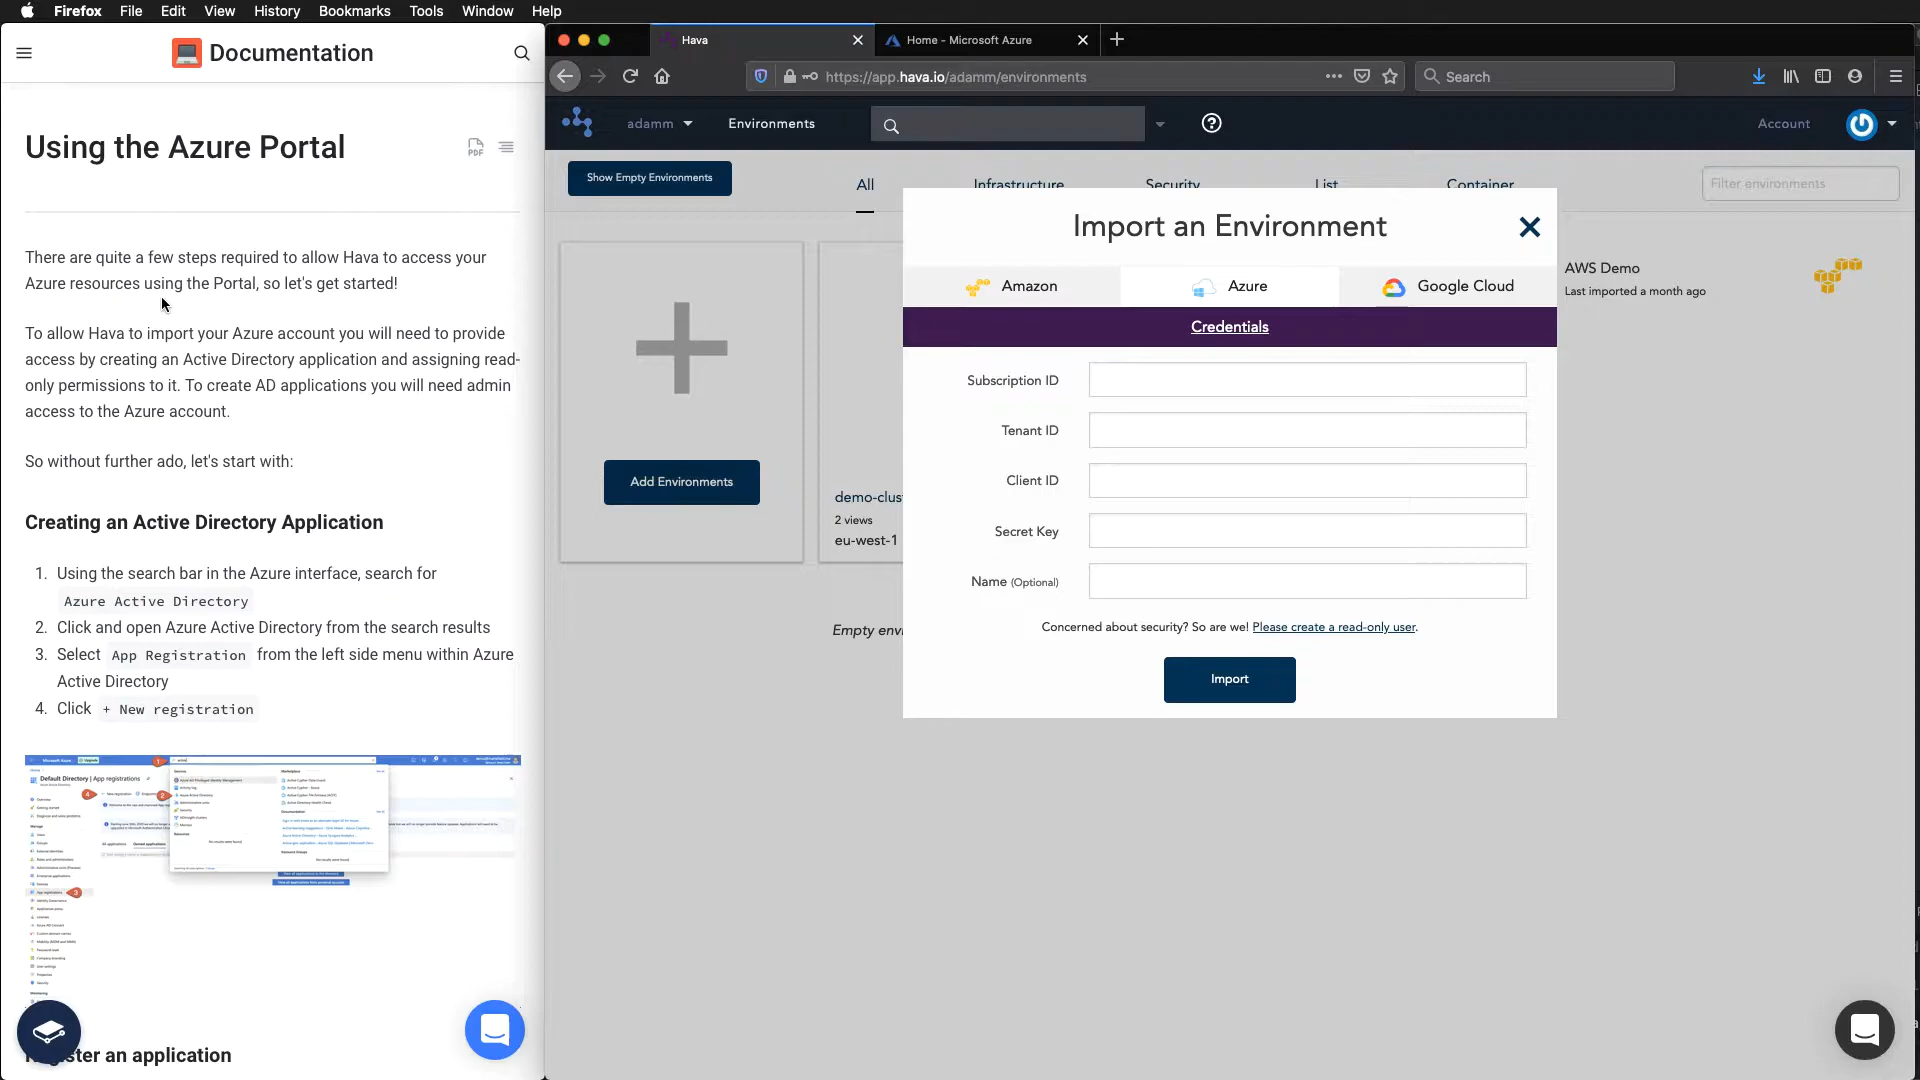 Firefox File Edit View History Bookmarks Tools Window Help
Documentation
Using the Azure Portal
PDF
There are quite a few steps required to allow Hava to access your
Azure resources using the Portal, so let's get started!
To allow Hava to import your Azure account you will need to provide
access by creating an Active Directory application and assigning read-
only permissions to it. To create AD applications you will need admin
access to the Azure account.
So without further ado, let's start with:
Creating an Active Directory Application
1. Using the search bar in the Azure interface, search for
Azure Active Directory
2. Click and open Azure Active Directory from the search results
3. Select App Registration from the left side menu within Azure
Active Directory
4. Click + New registration
Default Directory | App registrations
ster an application
Hava
Home - Microsoft Azure
https://app.hava.io/adamm/environments
Search
adamm
Environments
Account
Show Empty Environments
All
Infrastructure
Security
List
Container
Filter environments
Add Environments
demo-clus
2 views
eu-west-1
Empty envi
AWS Demo
Last imported a month ago
Import an Environment
Amazon
Azure
Google Cloud
Credentials
Subscription ID
Tenant ID
Client ID
Secret Key
Name (Optional)
Concerned about security? So are we! Please create a read-only user.
Import